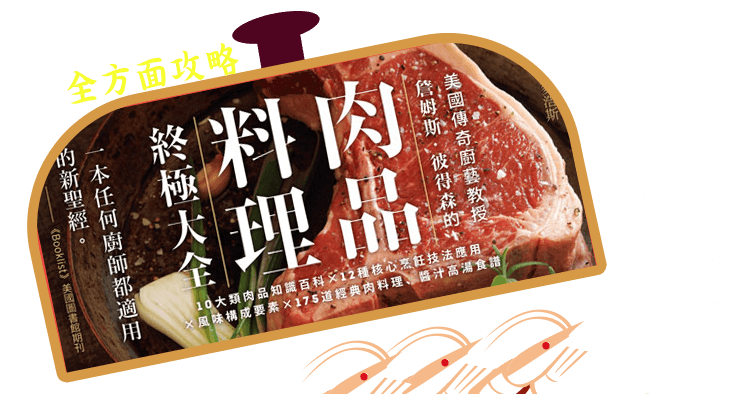 全方面攻略
美國傳奇廚藝教授
詹姆斯 彼得森的
肉品
料理
終極大全
10大類肉品知識百科×12種核心烹飪技法應用
×風味構成要素×175道經典肉料理、醬汁高湯食譜
一本任何廚師都適用
的新聖經。
《Booklist》美國圖書館期刊